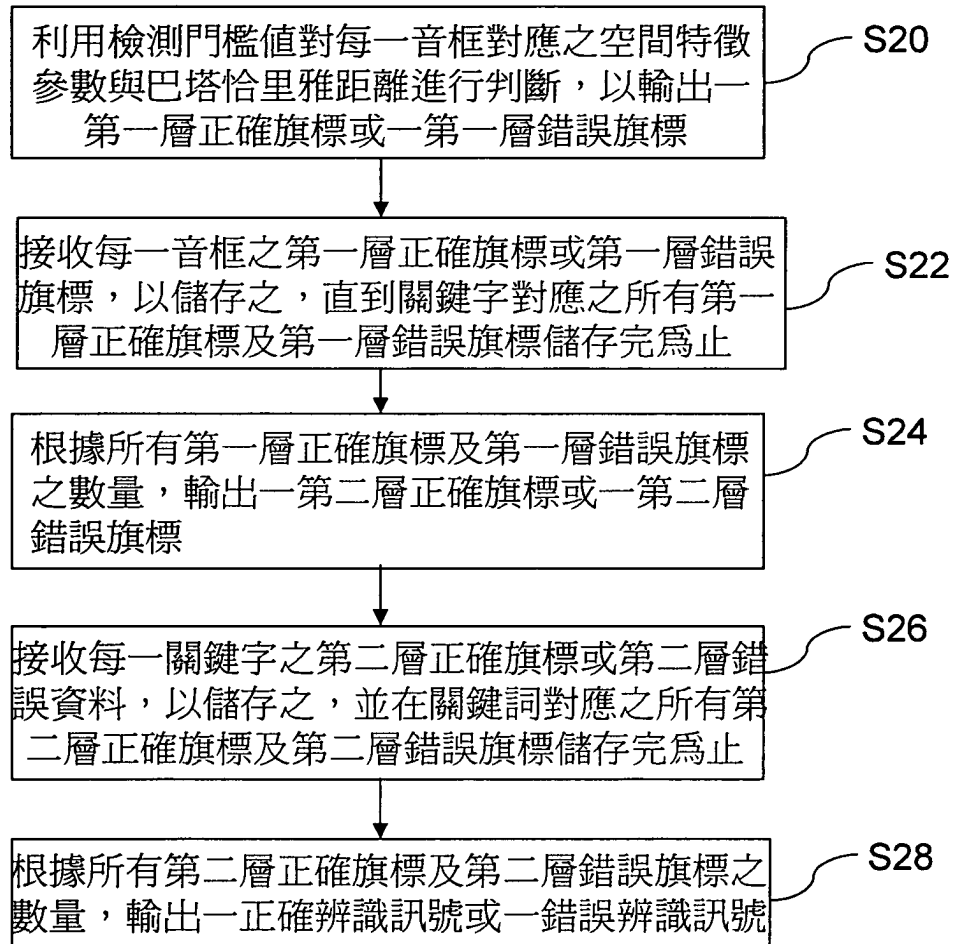 利用檢測門檻值對每一音框對應之空間特徵
參數與巴塔恰里雅距離進行判斷，以輸出一
第一層正確旗標或一第一層錯誤旗標
S20
接收每一音框之第一層正確旗標或第一層錯誤
旗標，以儲存之，直到關鍵字對應之所有第一
層正確旗標及第一層錯誤旗標儲存完爲止
S22
根據所有第一層正確旗標及第一層錯誤旗標
之數量，輸出一第二層正確旗標或一第二層
錯誤旗標
S24
接收每一關鍵字之第二層正確旗標或第二層錯
誤資料，以儲存之，並在關鍵詞對應之所有第
二層正確旗標及第二層錯誤旗標儲存完爲止
S26
根據所有第二層正確旗標及第二層錯誤旗標之
數量，輸出一正確辨識訊號或一錯誤辨識訊號
S28